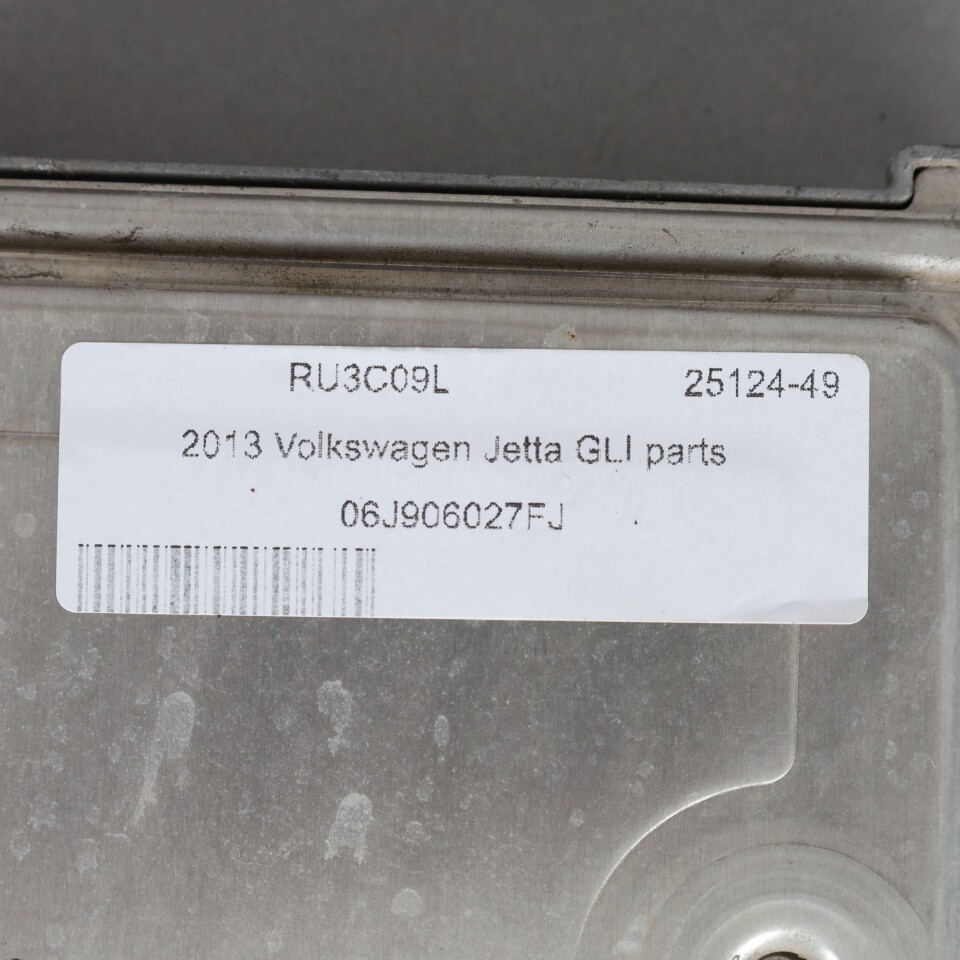 RU3C09L 25124-49
2013 Volkswagen Jetta GLI parts
06J906027FJ